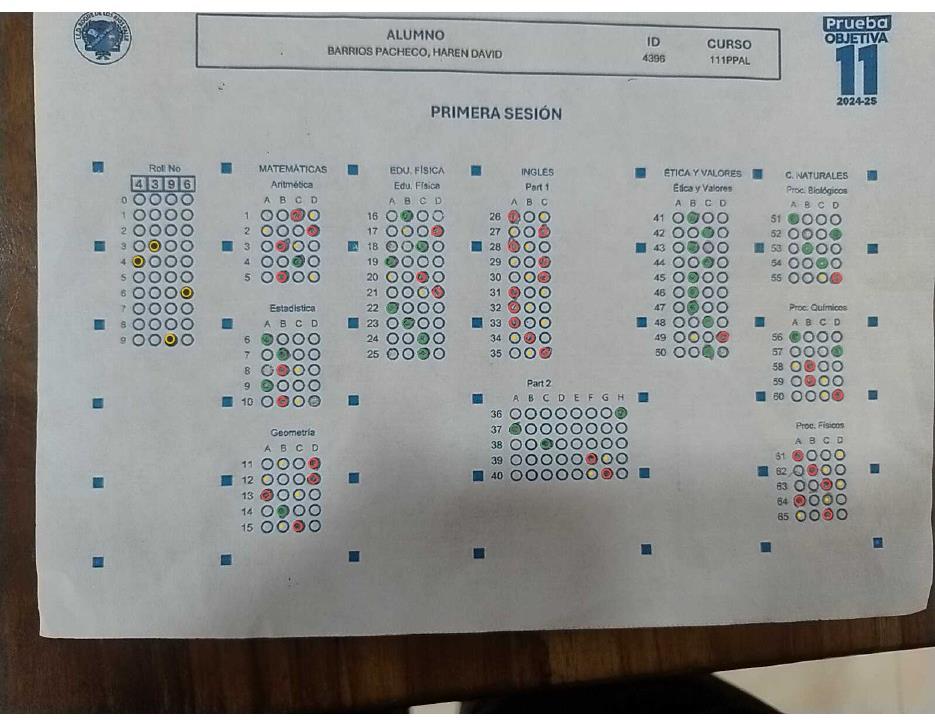 ALUMNO
BARRIOS PACHECO, HAREN DAVID
ID
4396
CURSO
111PPAL
Prueba
OBJETIVA
11
2024-25
PRIMERA SESIÓN
Roll No
4 3 9 6
0
1
2
3
4
5
6
7
8
9
MATEMÁTICAS
Aritmética
A B C D
1
2
3
4
5
Estadística
A B C D
6
7
8
9
10
Geometría
A B C D
11
12
13
14
15
EDU. FÍSICA
Edu. Física
A B C D
16
17
18
19
20
21
22
23
24
25
INGLÉS
Part 1
A B C
26
27
28
29
30
31
32
33
34
35
Part 2
A B C D E F G H
36
37
38
39
40
ÉTICA Y VALORES
Ética y Valores
A B C D
41
42
43
44
45
46
47
48
49
50
C. NATURALES
Proc. Biológicos
A B C D
51
52
53
54
55
Proc. Químicos
A B C D
56
57
58
59
60
Proc. Físicos
A B C D
61
62
63
64
65